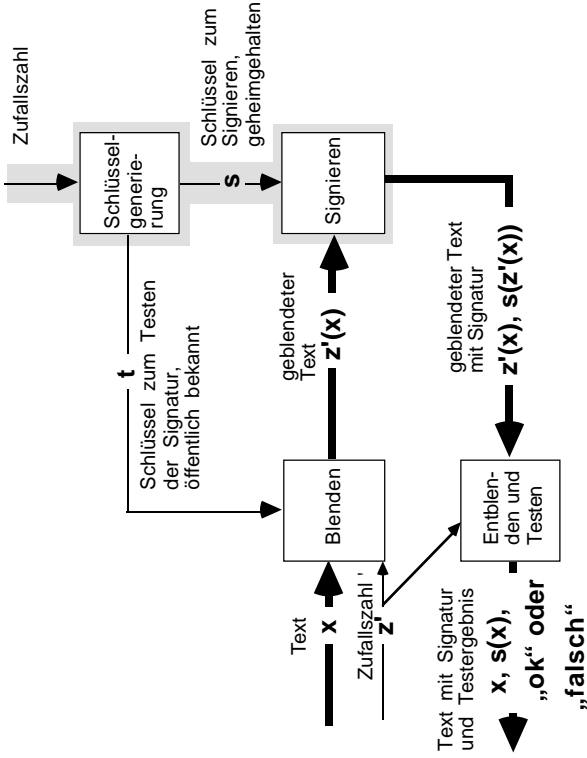 Zufallszahl
Schlüssel-
generie-
rung
t
Schlüssel zum Testen
der Signatur,
öffentlich bekannt
s
Schlüssel zum
Signieren,
geheimgehalten
Text
x
Zufallszahl '
z'
Blenden
geblendeter
Text
z'(x)
Signieren
Text mit Signatur
und Testergebnis
x, s(x),
„ok“ oder
„falsch“
Entblen-
den und
Testen
geblendeter Text
mit Signatur
z'(x), s(z'(x))